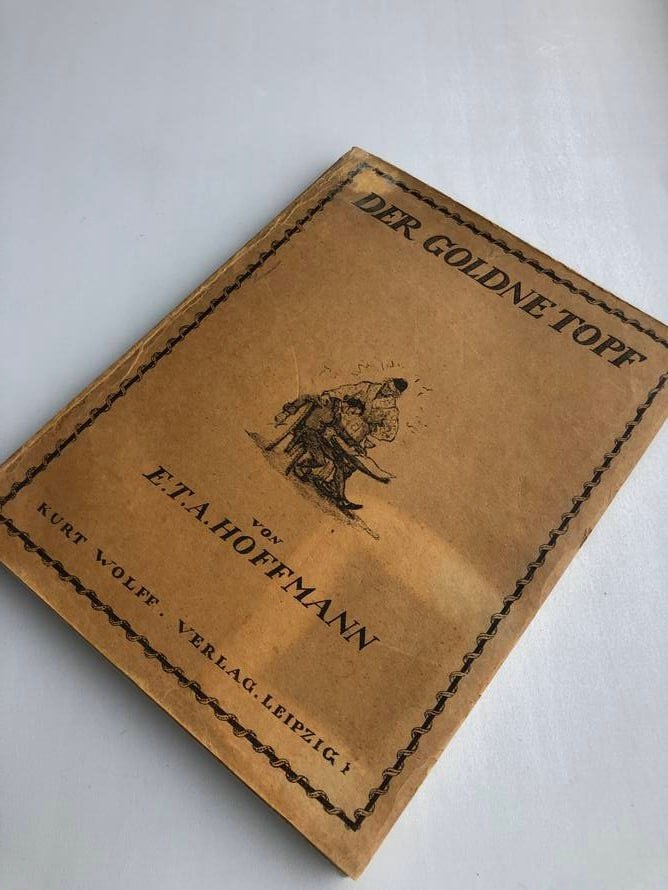 DER GOLDNE TOPF
VON
E.T.A. HOFFMANN
KURT WOLFF . VERLAG . LEIPZIG